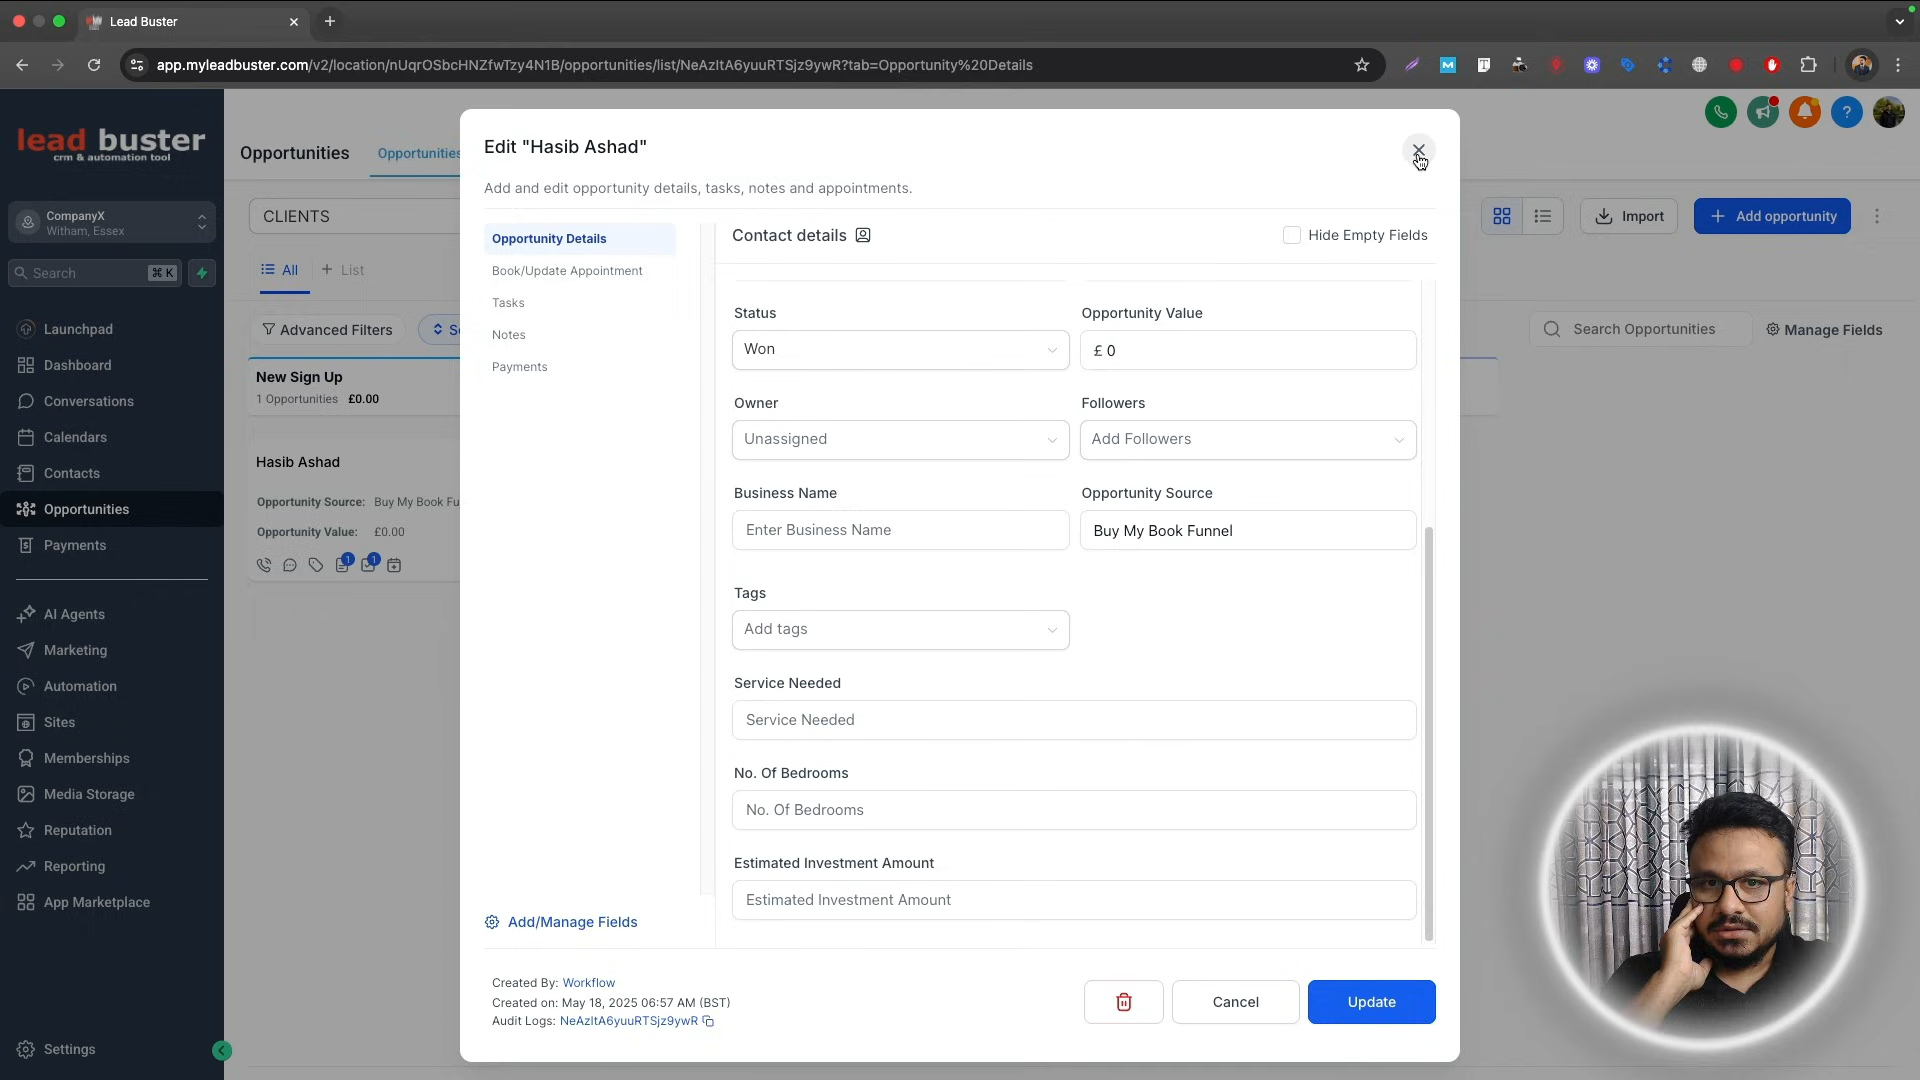 Lead Buster
app.myleadbuster.com/v2/location/nUqrOSbcHNZfwTzy4N1B/opportunities/list/NeAzItA6yuuRTSjz9ywR?tab=Opportunity%20Details
lead buster
crm & automation tool
CompanyX
Witham, Essex
Search
⌘ K
Launchpad
Dashboard
Conversations
Calendars
Contacts
Opportunities
Payments
AI Agents
Marketing
Automation
Sites
Memberships
Media Storage
Reputation
Reporting
App Marketplace
Settings
Opportunities
Opportunities
CLIENTS
All
+ List
Import
+ Add opportunity
Advanced Filters
Search Opportunities
Manage Fields
New Sign Up
1 Opportunities £0.00
Hasib Ashad
Opportunity Source: Buy My Book Fu
Opportunity Value: £0.00
1
1
Edit "Hasib Ashad"
Add and edit opportunity details, tasks, notes and appointments.
Opportunity Details
Book/Update Appointment
Tasks
Notes
Payments
Add/Manage Fields
Contact details
Hide Empty Fields
Status
Opportunity Value
Won
£ 0
Owner
Followers
Unassigned
Add Followers
Business Name
Opportunity Source
Enter Business Name
Buy My Book Funnel
Tags
Add tags
Service Needed
Service Needed
No. Of Bedrooms
No. Of Bedrooms
Estimated Investment Amount
Estimated Investment Amount
Created By: Workflow
Created on: May 18, 2025 06:57 AM (BST)
Audit Logs: NeAzItA6yuuRTSjz9ywR
Cancel
Update